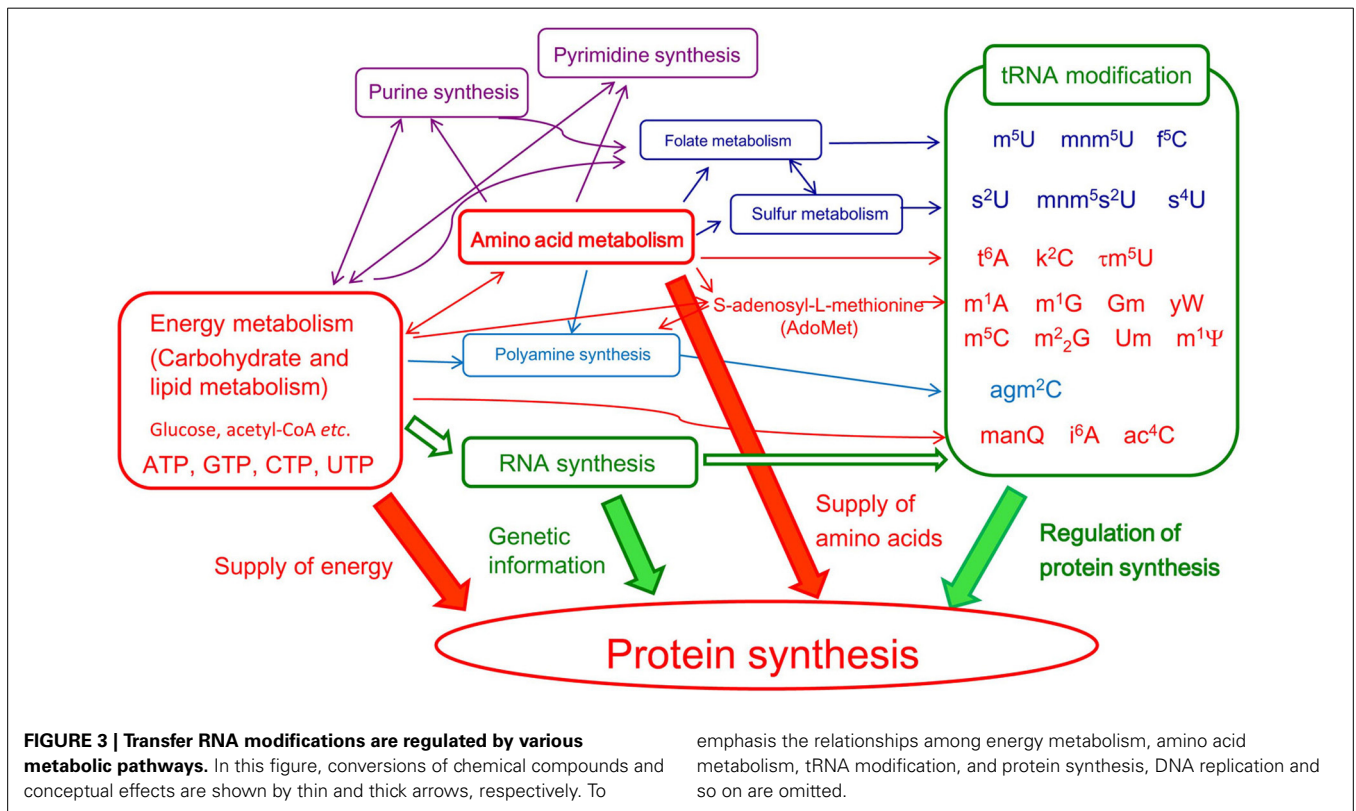 Pyrimidine synthesis
Purine synthesis
tRNA modification
Folate metabolism
m⁵U mnm⁵U f⁵C
Sulfur metabolism
s²U mnm⁵s²U s⁴U
Amino acid metabolism
t⁶A k²C τm⁵U
S-adenosyl-L-methionine
(AdoMet)
m¹A m¹G Gm yW
m⁵C m²₂G Um m¹Ψ
Energy metabolism
(Carbohydrate and
lipid metabolism)
Glucose, acetyl-CoA etc.
ATP, GTP, CTP, UTP
Polyamine synthesis
agm²C
manQ i⁶A ac⁴C
RNA synthesis
Supply of energy
Genetic
information
Supply of
amino acids
Regulation of
protein synthesis
Protein synthesis
FIGURE 3 | Transfer RNA modifications are regulated by various
metabolic pathways. In this figure, conversions of chemical compounds and
conceptual effects are shown by thin and thick arrows, respectively. To
emphasis the relationships among energy metabolism, amino acid
metabolism, tRNA modification, and protein synthesis, DNA replication and
so on are omitted.